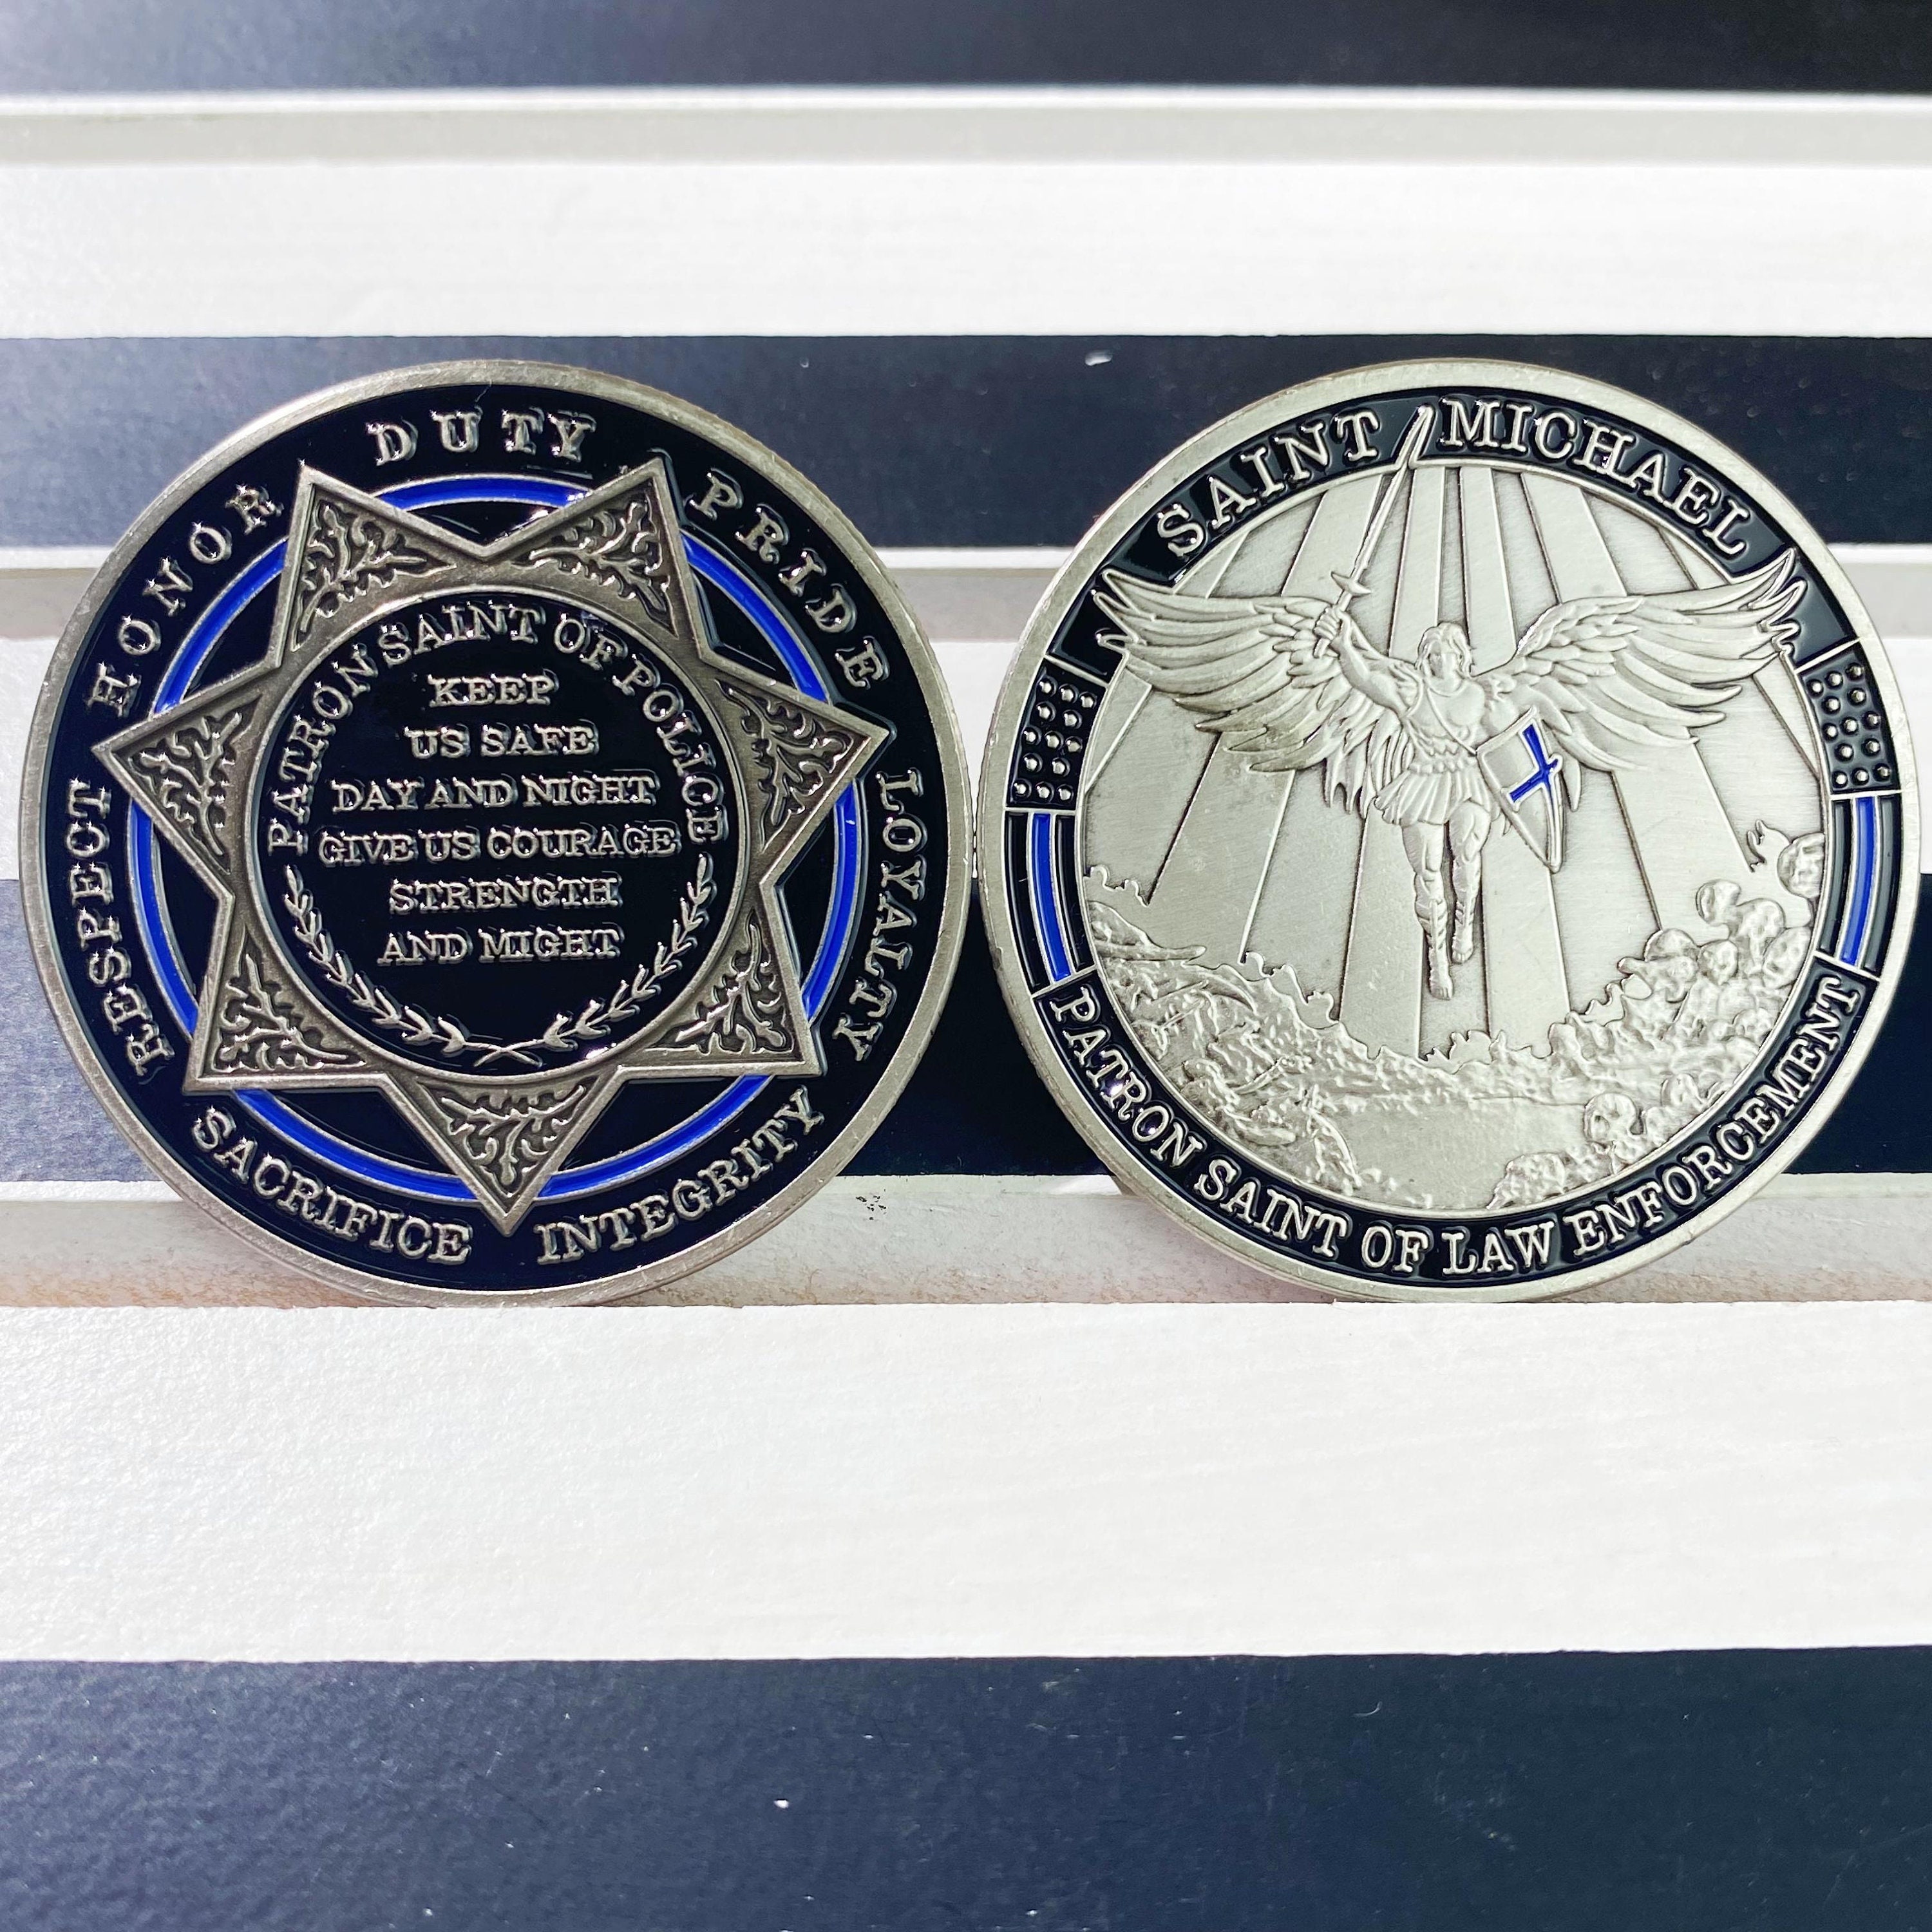 HONOR DUTY PRIDE LOYALTY INTEGRITY SACRIFICE RESPECT
PATRON SAINT OF POLICE
KEEP
US SAFE
DAY AND NIGHT
GIVE US COURAGE
STRENGTH
AND MIGHT
SAINT MICHAEL
PATRON SAINT OF LAW ENFORCEMENT